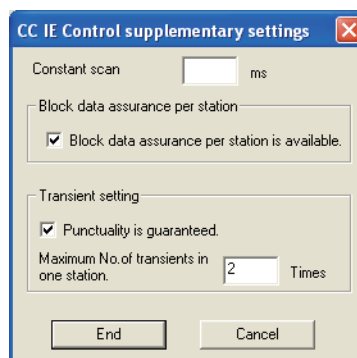 CC IE Control supplementary settings
Constant scan ms
Block data assurance per station
Block data assurance per station is available.
Transient setting
Punctuality is guaranteed.
Maximum No.of transients in
one station. 2 Times
End Cancel